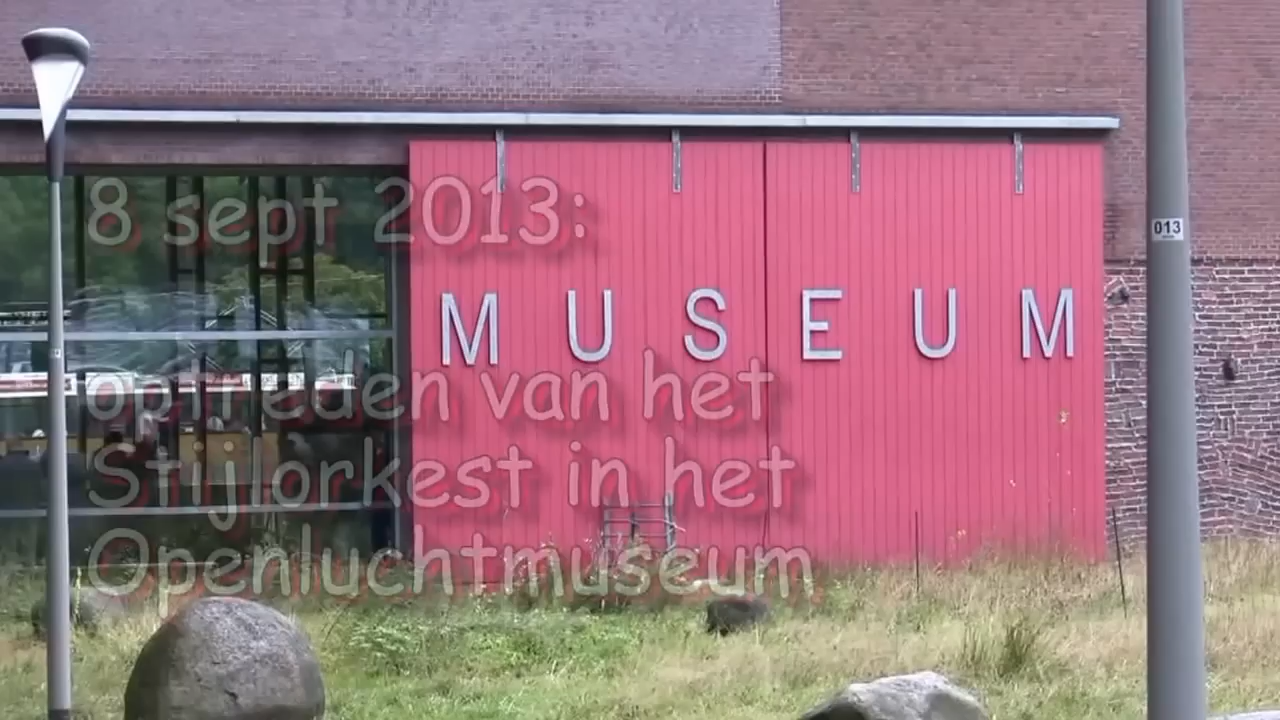 8 sept 2013:
MUSEUM
013
optreden van het
Stijlorkest in het
Openluchtmuseum